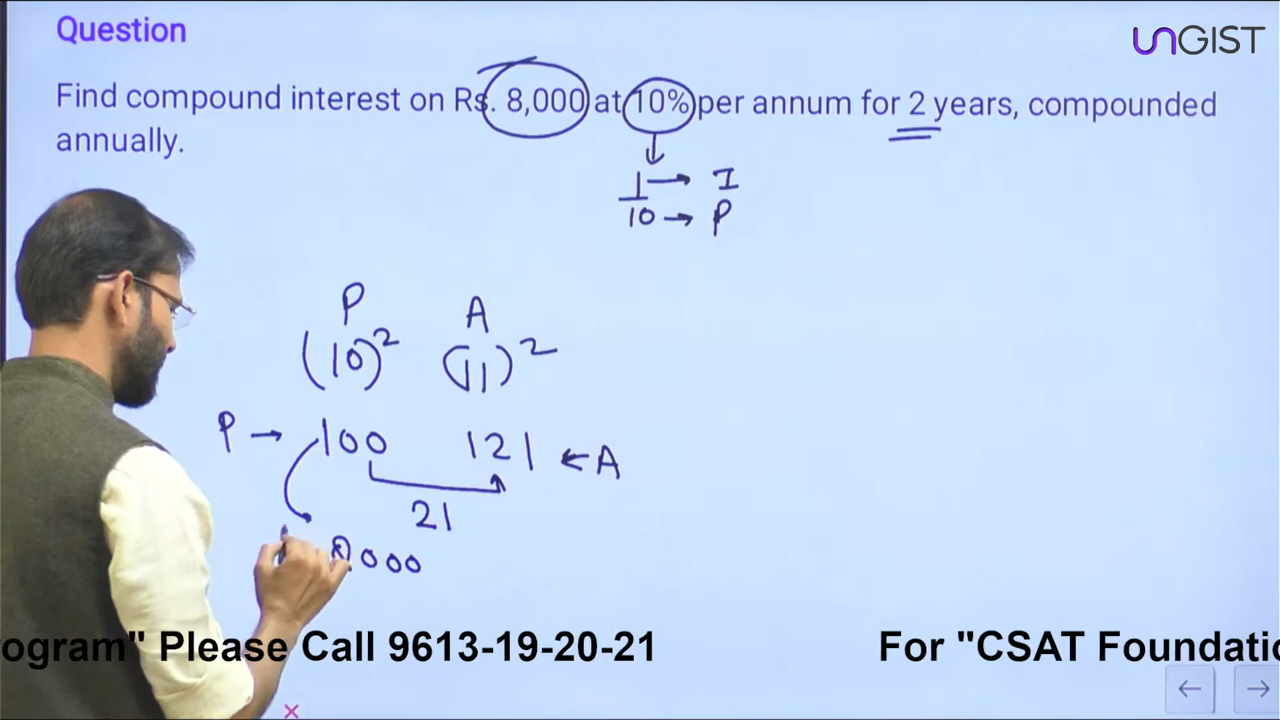 Question
UNGIST
Find compound interest on Rs. 8,000 at 10% per annum for 2 years, compounded
annually.
1 → I
10 → P
P A
(10)² (11)²
P → 100 121 ← A
21
8000
rogram" Please Call 9613-19-20-21 For "CSAT Foundatio
← →
×